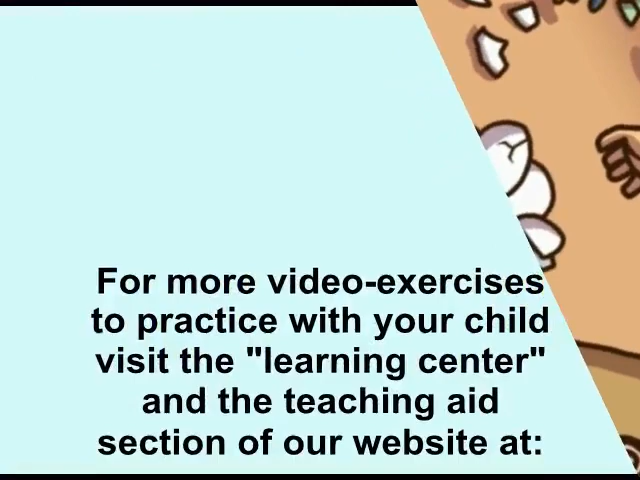 For more video-exercises
to practice with your child
visit the "learning center"
and the teaching aid
section of our website at: